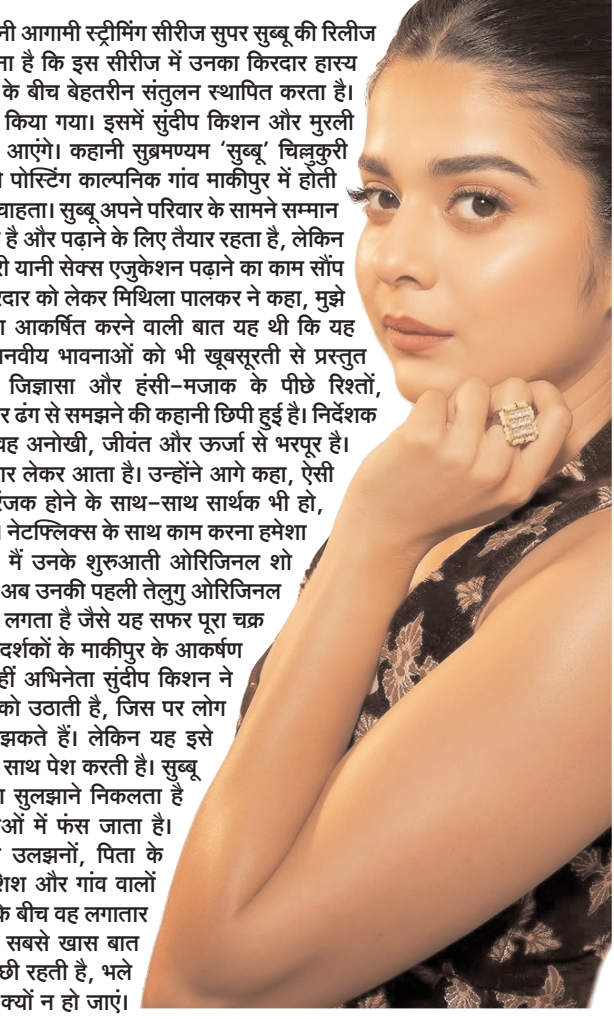 नी आगामी स्ट्रीमिंग सीरीज सुपर सुब्बू की रिलीज
ना है कि इस सीरीज में उनका किरदार हास्य
के बीच बेहतरीन संतुलन स्थापित करता है।
किया गया। इसमें सुंदीप किशन और मुरली
आएंगे। कहानी सुब्रमण्यम ‘सुब्बू’ चिल्लुकुरी
पोस्टिंग काल्पनिक गांव माकीपुर में होती
चाहता। सुब्बू अपने परिवार के सामने सम्मान
है और पढ़ाने के लिए तैयार रहता है, लेकिन
री यानी सेक्स एजुकेशन पढ़ाने का काम सौंप
रदार को लेकर मिथिला पालकर ने कहा, मुझे
आकर्षित करने वाली बात यह थी कि यह
ानवीय भावनाओं को भी खूबसूरती से प्रस्तुत
जिज्ञासा और हंसी–मजाक के पीछे रिश्तों,
र ढंग से समझने की कहानी छिपी हुई है। निर्देशक
वह अनोखी, जीवंत और ऊर्जा से भरपूर है।
ार लेकर आता है। उन्होंने आगे कहा, ऐसी
रंजक होने के साथ–साथ सार्थक भी हो,
। नेटफ्लिक्स के साथ काम करना हमेशा
मैं उनके शुरुआती ओरिजिनल शो
अब उनकी पहली तेलुगु ओरिजिनल
लगता है जैसे यह सफर पूरा चक्र
दर्शकों के माकीपुर के आकर्षण
हीं अभिनेता सुंदीप किशन ने
को उठाती है, जिस पर लोग
झकते हैं। लेकिन यह इसे
साथ पेश करती है। सुब्बू
सुलझाने निकलता है
ाओं में फंस जाता है।
उलझनों, पिता के
शिश और गांव वालों
के बीच वह लगातार
सबसे खास बात
छी रहती है, भले
क्यों न हो जाएं।